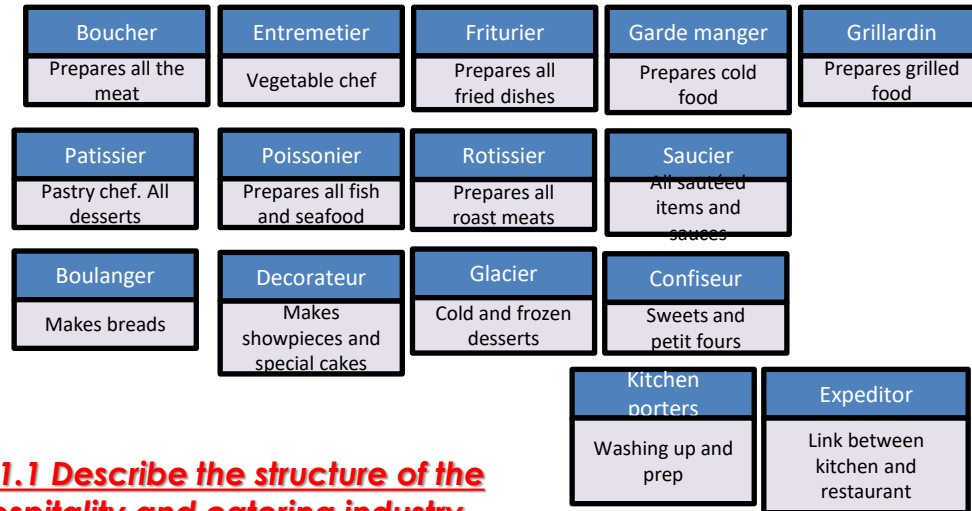 Boucher
Prepares all the
meat
Entremetier
Vegetable chef
Friturier
Prepares all
fried dishes
Garde manger
Prepares cold
food
Grillardin
Prepares grilled
food
Patissier
Pastry chef. All
desserts
Poissonier
Prepares all fish
and seafood
Rotissier
Prepares all
roast meats
Saucier
All sautéed
items and
sauces
Boulanger
Makes breads
Decorateur
Makes
showpieces and
special cakes
Glacier
Cold and frozen
desserts
Confiseur
Sweets and
petit fours
Kitchen
porters
Washing up and
prep
Expeditor
Link between
kitchen and
restaurant
1.1 Describe the structure of the
ospitality and catering industry